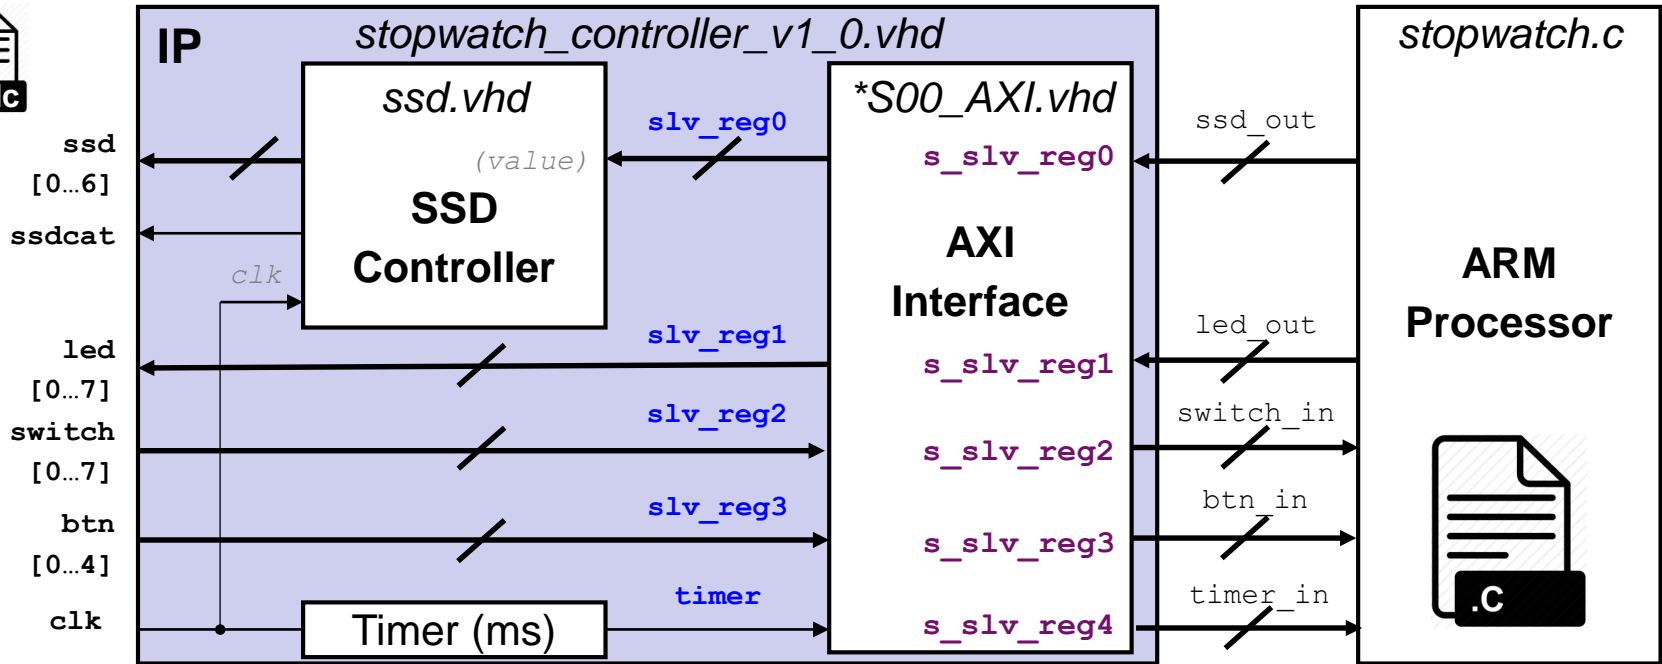 IP
stopwatch_controller_v1_0.vhd
stopwatch.c
ssd.vhd
*S00_AXI.vhd
ssd
[0…6]
ssdcat
(value)
SSD
Controller
clk
slv_reg0
s_slv_reg0
ssd_out
AXI
Interface
ARM
Processor
led
[0…7]
slv_reg1
s_slv_reg1
led_out
switch
[0…7]
slv_reg2
s_slv_reg2
switch_in
btn
[0…4]
slv_reg3
s_slv_reg3
btn_in
clk
Timer (ms)
timer
s_slv_reg4
timer_in
.C